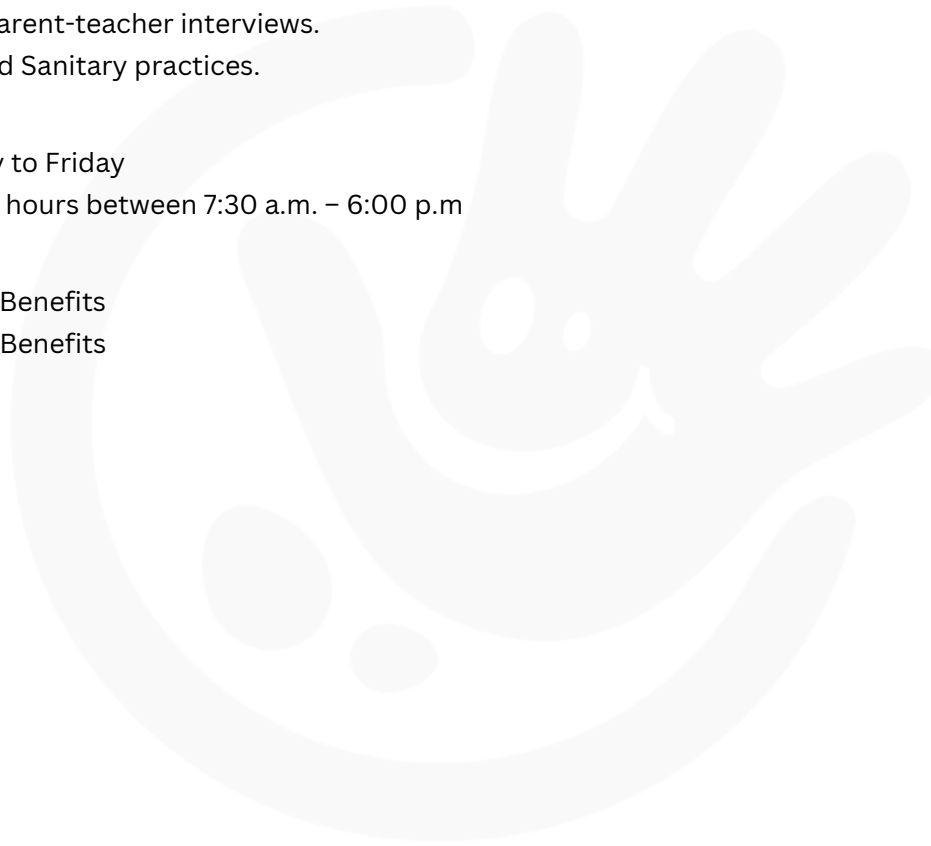 arent-teacher interviews.
d Sanitary practices.
y to Friday
hours between 7:30 a.m. – 6:00 p.m
Benefits
Benefits